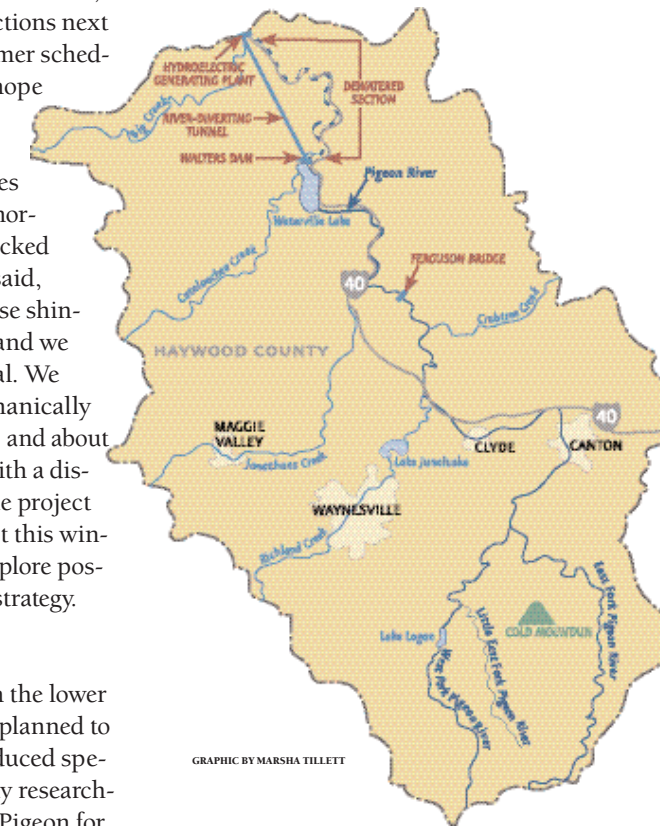 ctions next
mer sched-
hope
es
hor-
cked
said,
se shin-
and we
al. We
hanically
and about
ith a dis-
e project
t this win-
plore pos-
strategy.
n the lower
planned to
duced spe-
y research-
Pigeon for
HYDROELECTRIC
GENERATING PLANT
DEWATERED
SECTION
Big Creek
RIVER-DIVERTING
TUNNEL
WALTERS DAM
Pigeon River
Waterville Lake
Cataloochee Creek
FERGUSON BRIDGE
40
Crabtree Creek
HAYWOOD COUNTY
40
MAGGIE
VALLEY
CLYDE
CANTON
Jonathans Creek
Lake Junaluska
WAYNESVILLE
Richland Creek
East Fork Pigeon River
Little East Fork Pigeon River
COLD MOUNTAIN
Lake Logan
West Fork Pigeon River
GRAPHIC BY MARSHA TILLETT